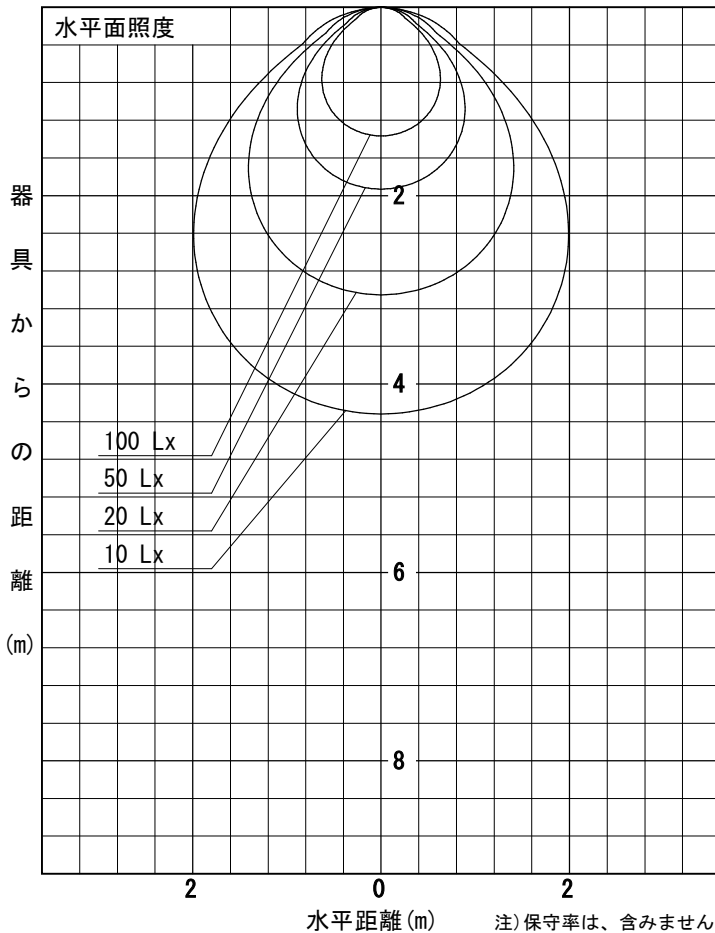 水平面照度
器具からの距離(m)
2
4
6
8
100 Lx
50 Lx
20 Lx
10 Lx
2
0
2
水平距離(m)
注)保守率は、含みません